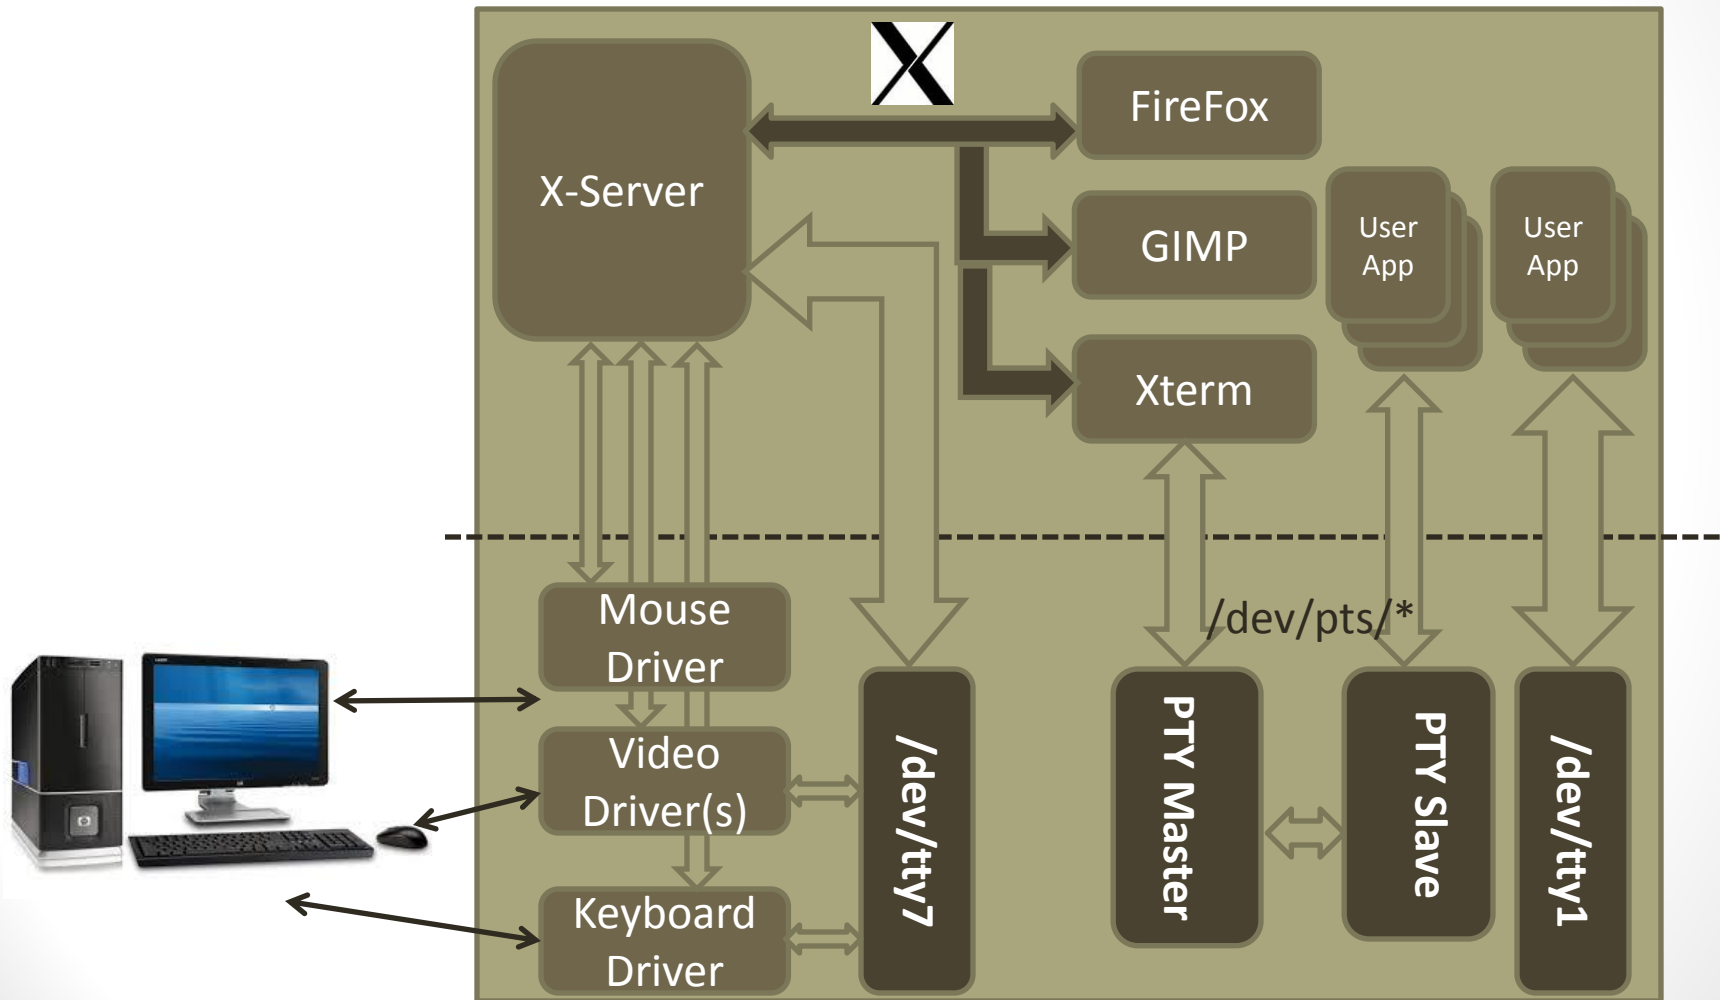 X
X-Server
FireFox
GIMP
Xterm
User
App
User
App
Mouse
Driver
Video
Driver(s)
Keyboard
Driver
/dev/tty7
/dev/pts/*
PTY Master
PTY Slave
/dev/tty1